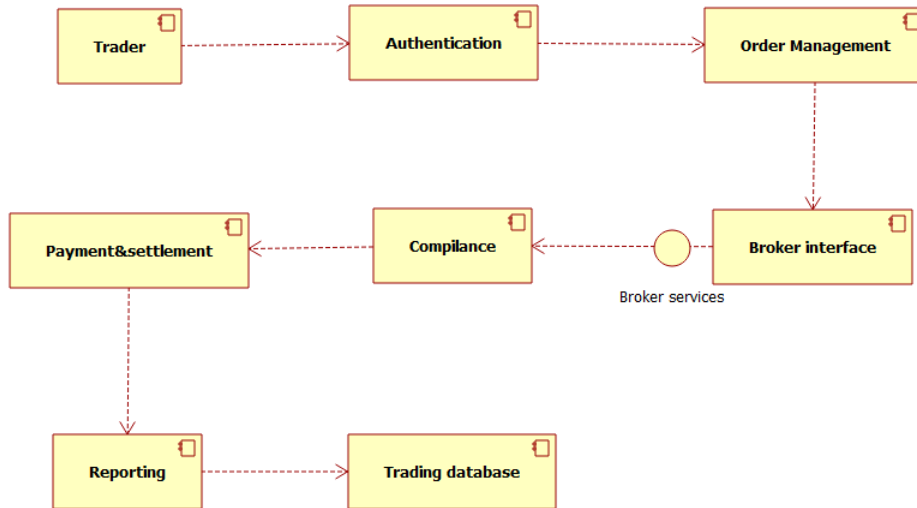 Trader
Authentication
Order Management
Payment&settlement
Compilance
Broker interface
Broker services
Reporting
Trading database